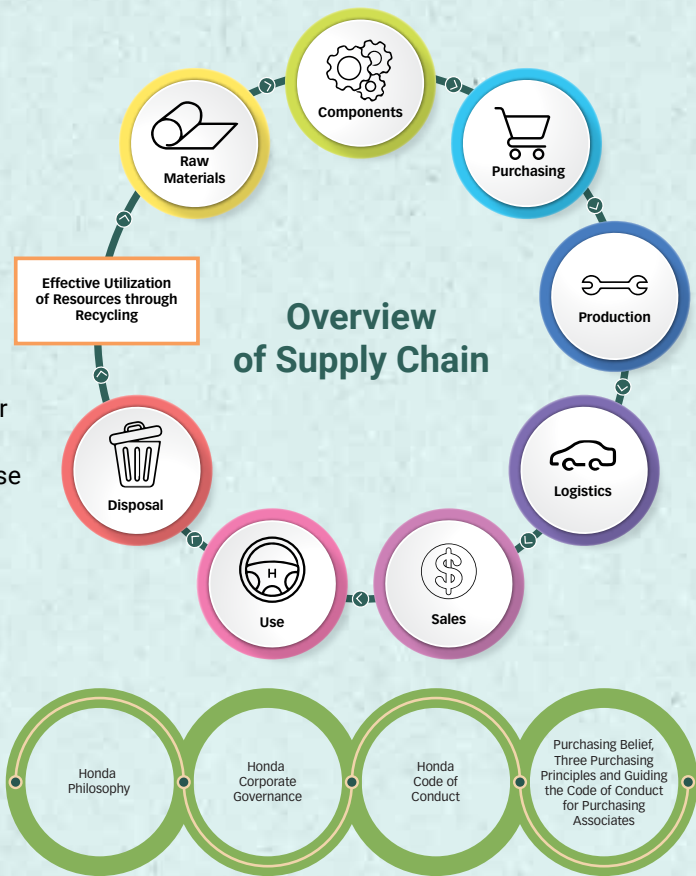 Components
Raw
Materials
Purchasing
Effective Utilization
of Resources through
Recycling
Production
Overview
of Supply Chain
r
se
Disposal
Logistics
$
H
Use
Sales
Honda
Philosophy
Honda
Corporate
Governance
Honda
Code of
Conduct
Purchasing Belief,
Three Purchasing
Principles and Guiding
the Code of Conduct
for Purchasing
Associates